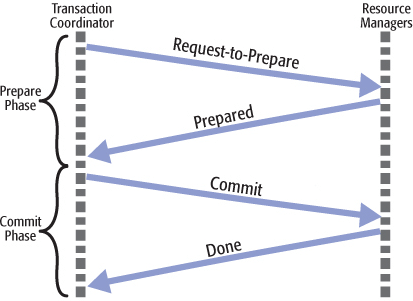 Transaction
Coordinator
Resource
Managers
Request-to-Prepare
Prepare
Phase
Prepared
Commit
Commit
Phase
Done